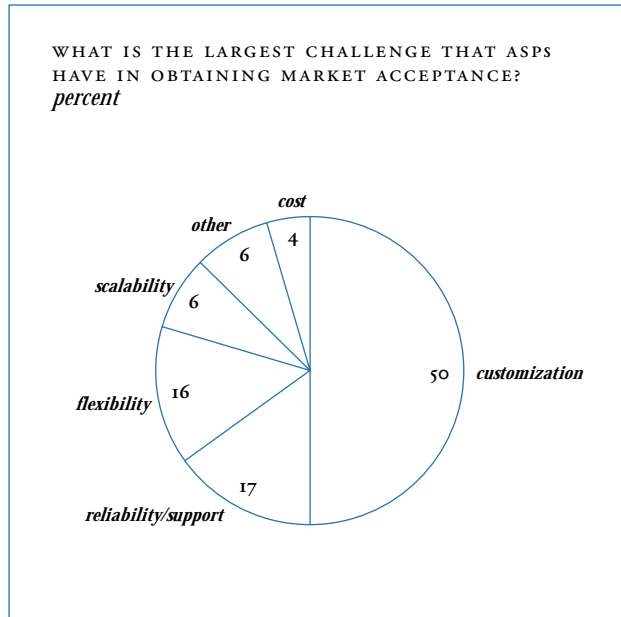 WHAT IS THE LARGEST CHALLENGE THAT ASPS
HAVE IN OBTAINING MARKET ACCEPTANCE?
percent
cost
other
4
6
scalability
6
50 customization
16
flexibility
17
reliability/support